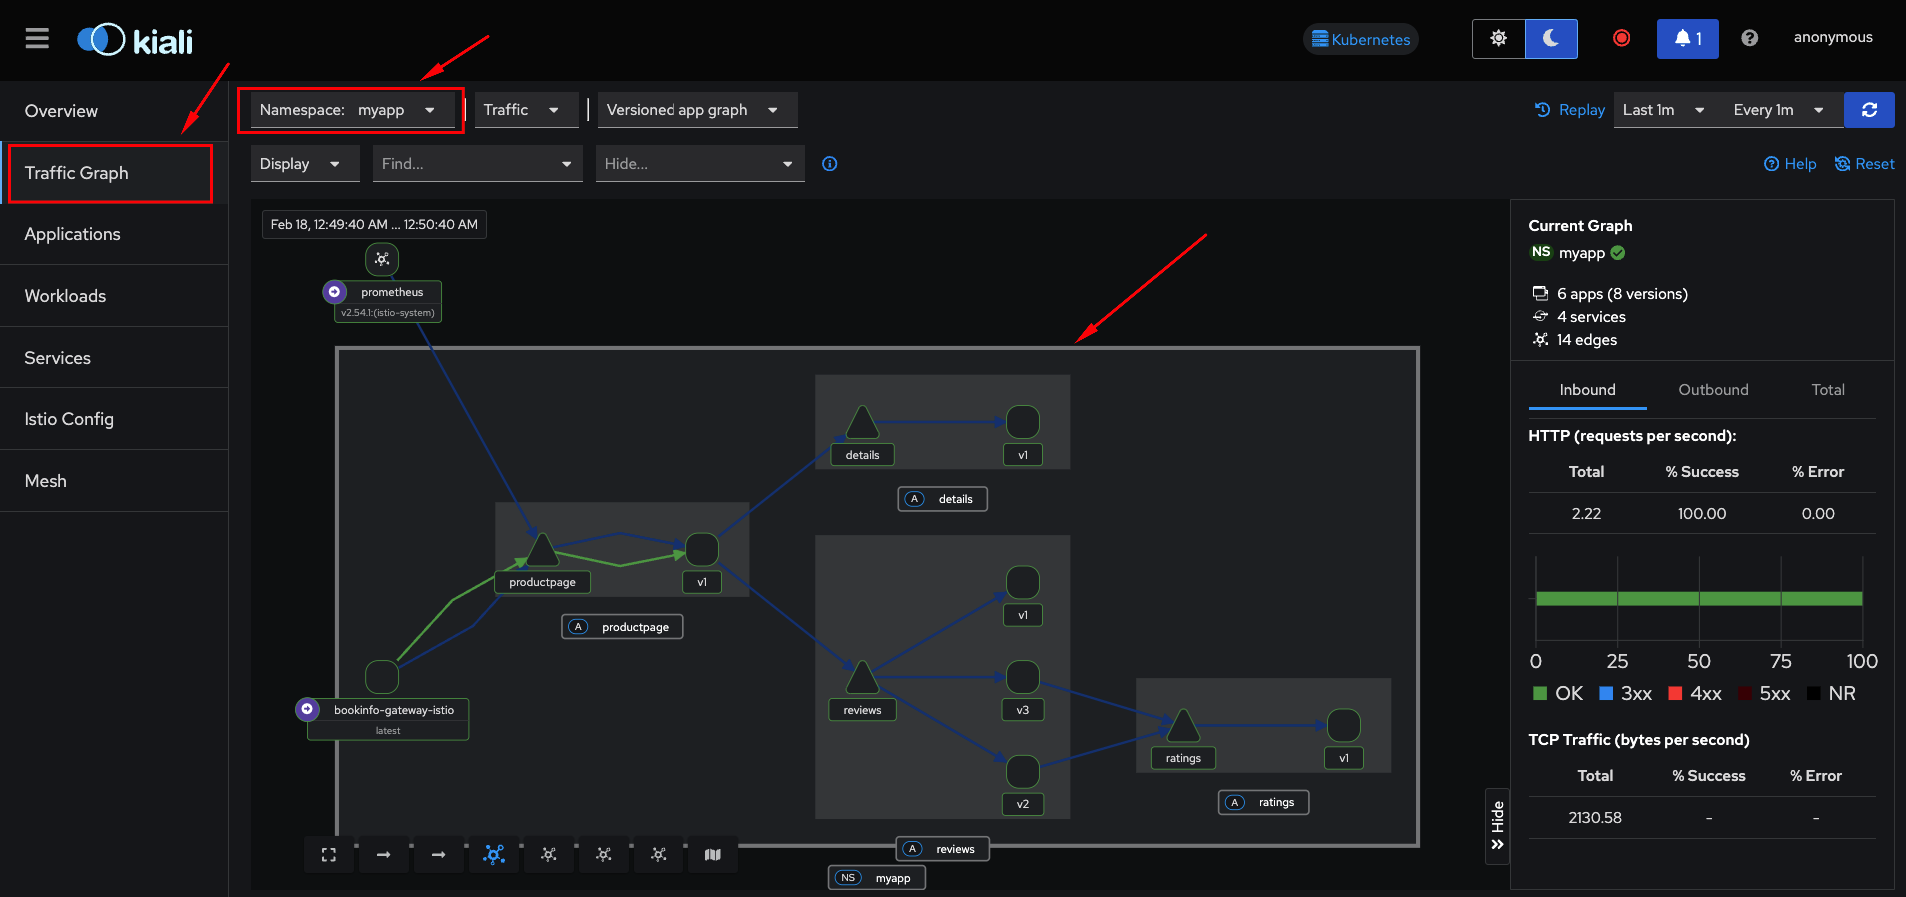 kiali
Kubernetes
1
anonymous
Overview
Traffic Graph
Applications
Workloads
Services
Istio Config
Mesh
Namespace: myapp
Traffic
Versioned app graph
Replay
Last 1m
Every 1m
Display
Find...
Hide...
Help
Reset
Feb 18, 12:49:40 AM ... 12:50:40 AM
prometheus
v2.54.1:(istio-system)
details
v1
A details
productpage
v1
A productpage
v1
reviews
v3
v2
ratings
v1
A ratings
bookinfo-gateway-istio
latest
A reviews
NS myapp
Hide
Current Graph
NS myapp
6 apps (8 versions)
4 services
14 edges
Inbound
Outbound
Total
HTTP (requests per second):
Total % Success % Error
2.22 100.00 0.00
0 25 50 75 100
OK 3xx 4xx 5xx NR
TCP Traffic (bytes per second)
Total % Success % Error
2130.58 - -